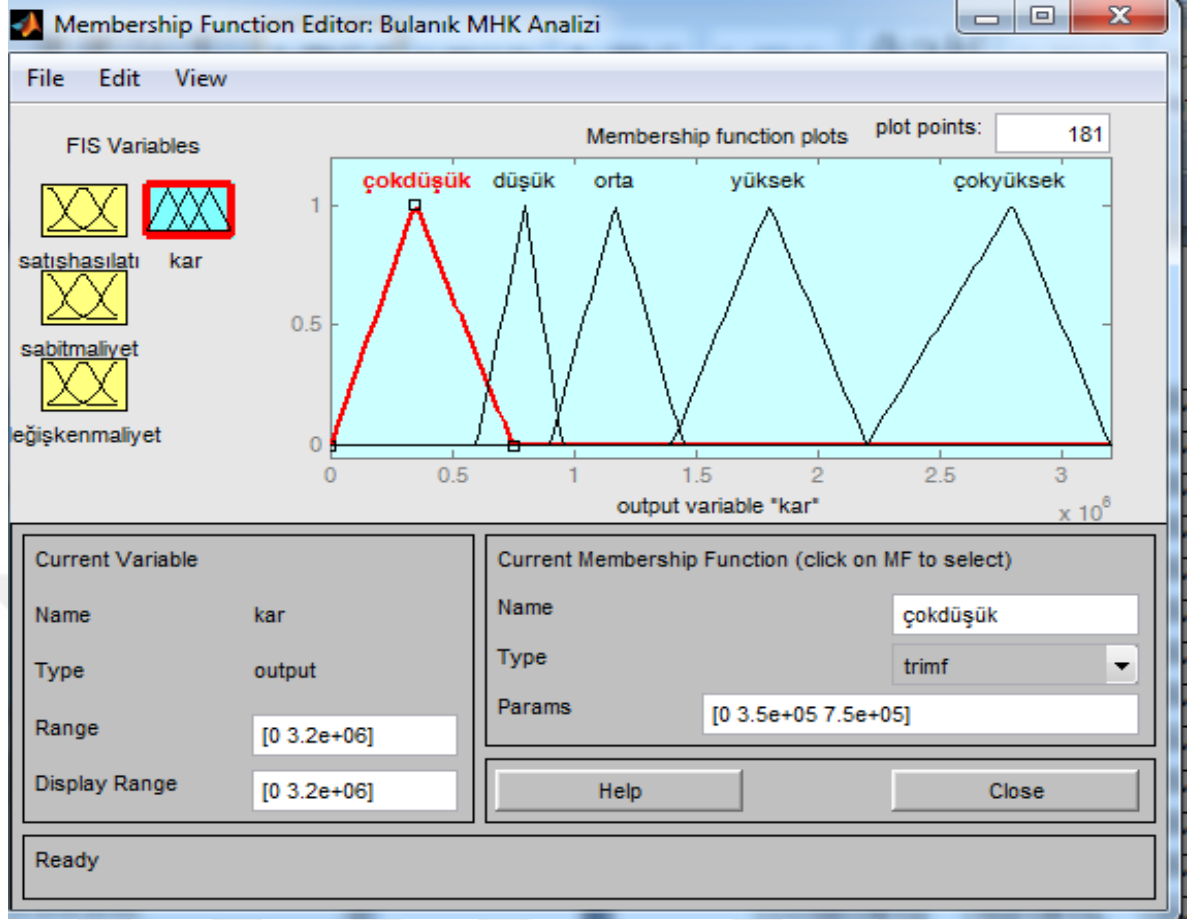 Membership Function Editor: Bulanık MHK Analizi
File Edit View
FIS Variables
Membership function plots
plot points:
181
satışhasılatı
kar
sabitmaliyet
eğişkenmaliyet
çokdüşük
düşük
orta
yüksek
çokyüksek
1
0.5
0
0
0.5
1
1.5
2
2.5
3
output variable "kar"
x 10⁶
Current Variable
Name kar
Type output
Range [0 3.2e+06]
Display Range [0 3.2e+06]
Current Membership Function (click on MF to select)
Name çokdüşük
Type trimf
Params [0 3.5e+05 7.5e+05]
Help
Close
Ready